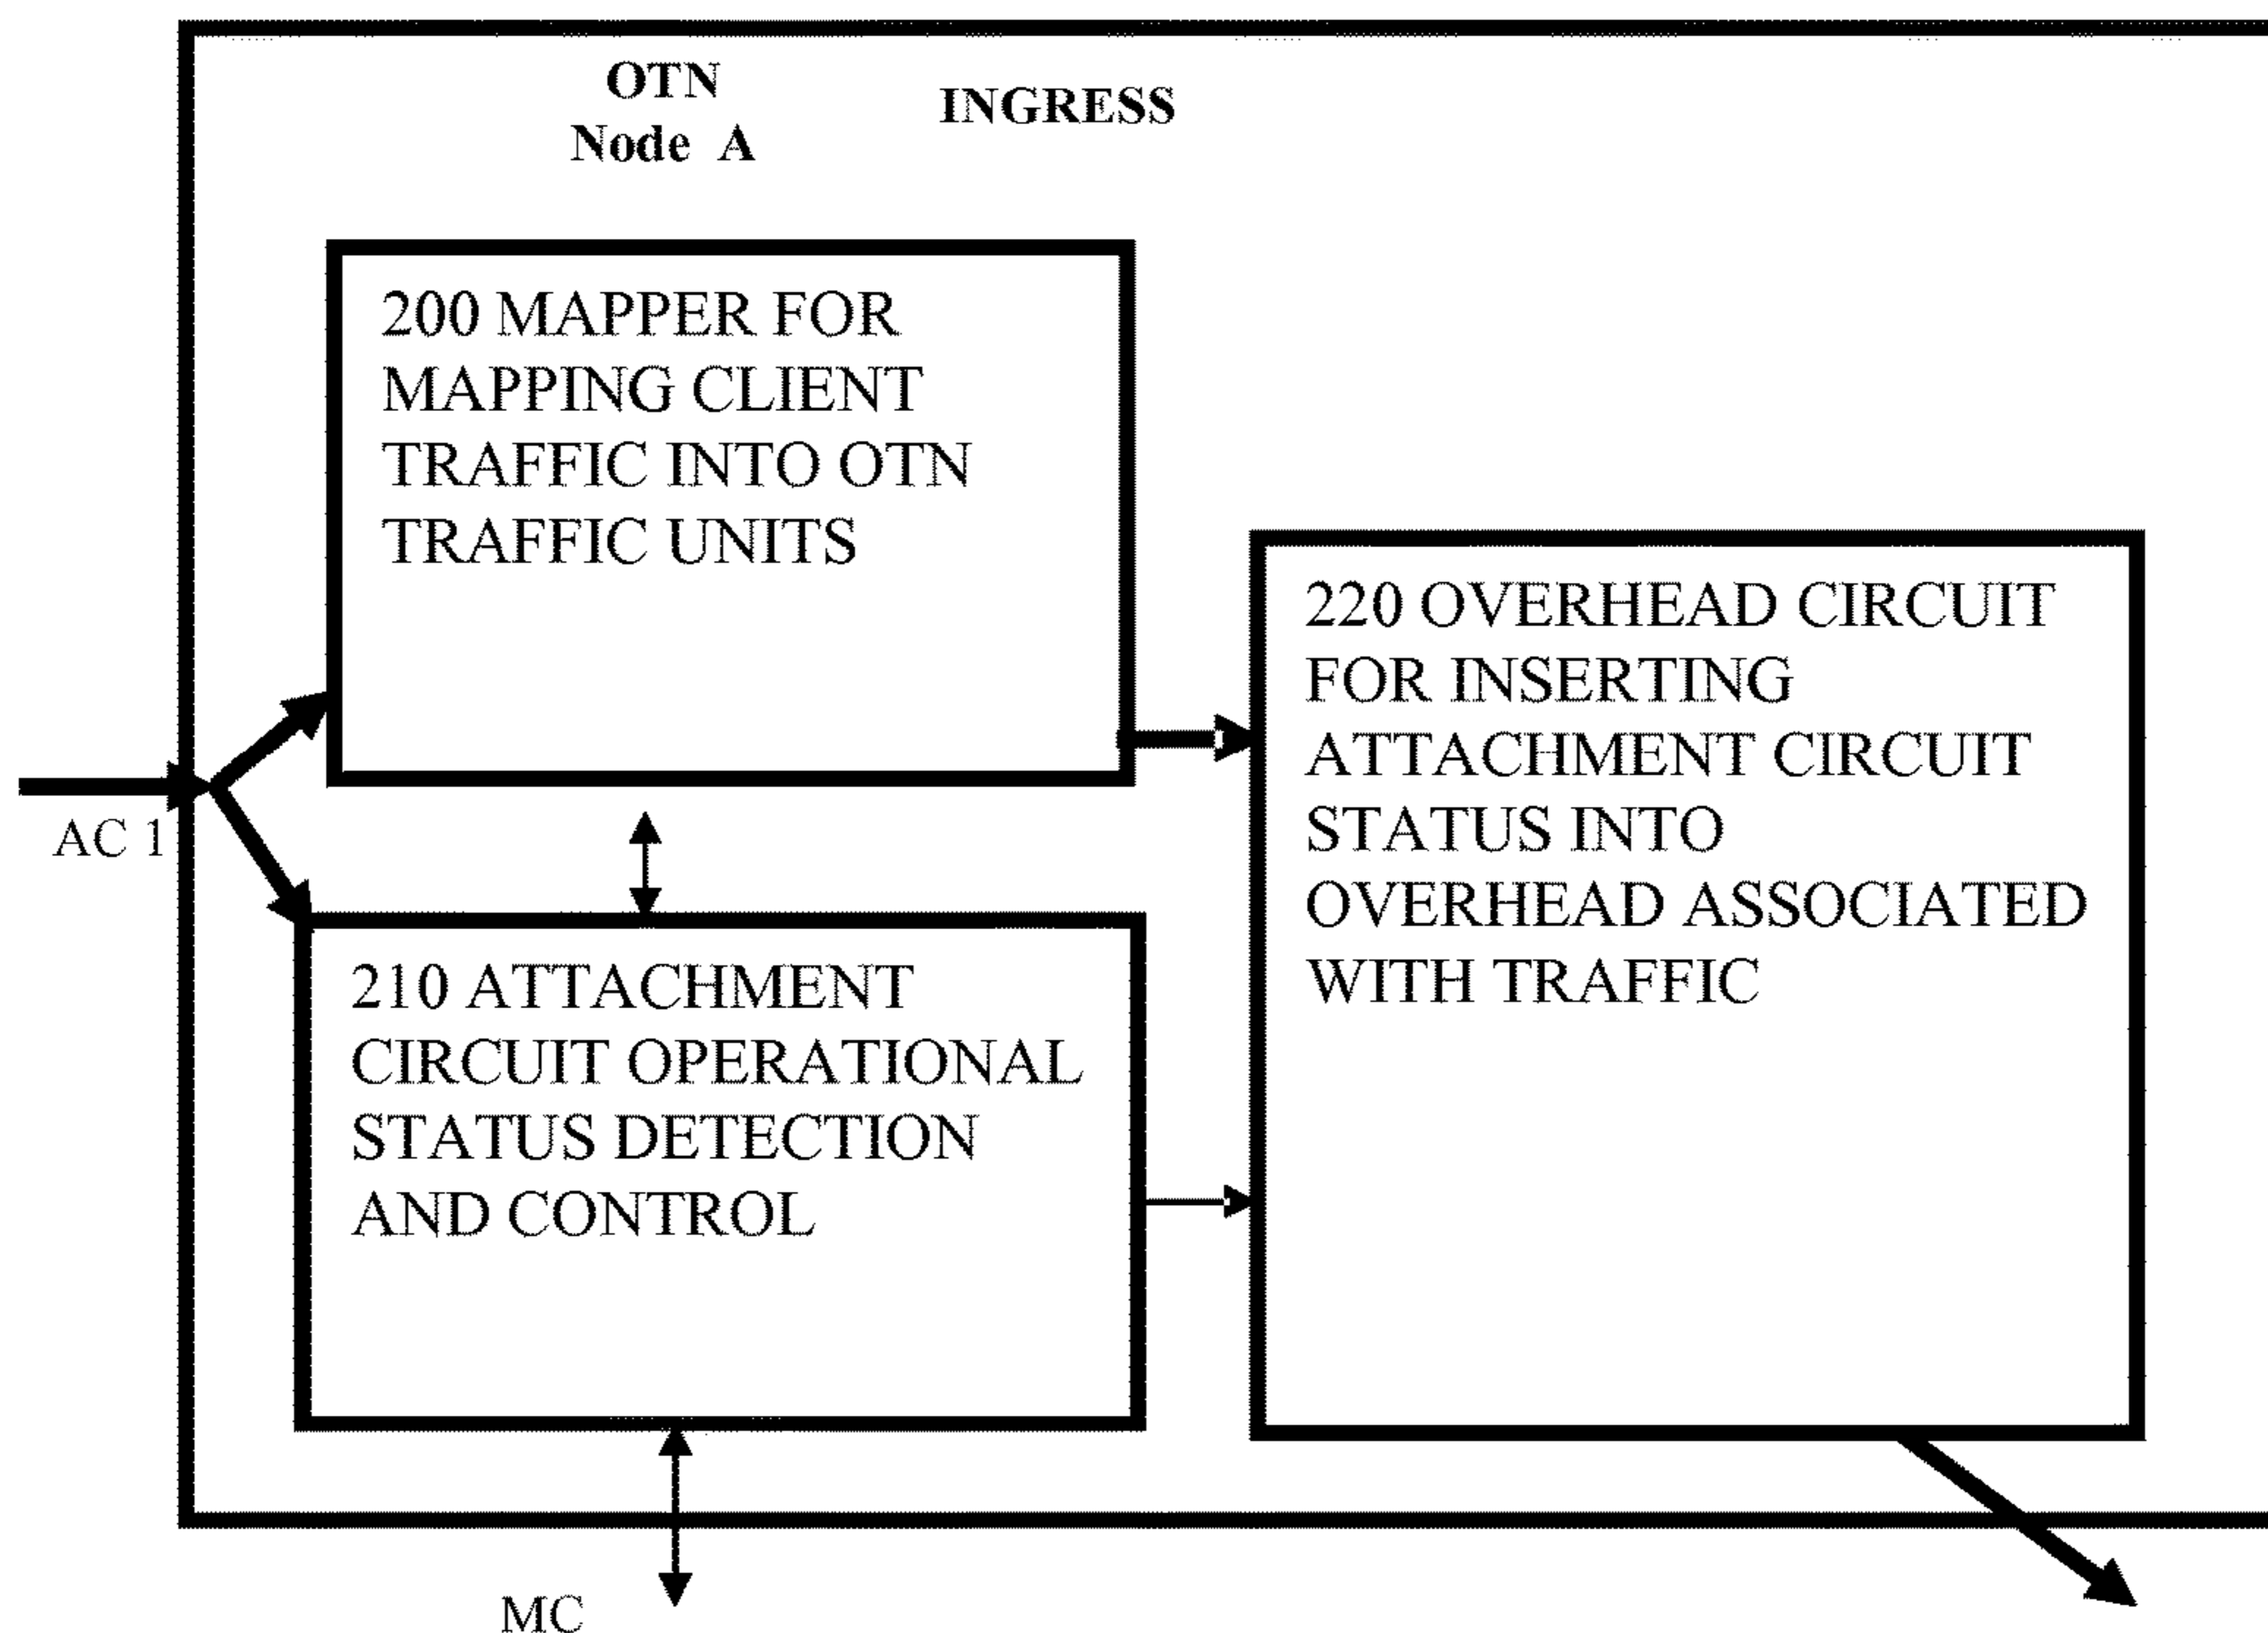 OTN
Node A
INGRESS
200 MAPPER FOR
MAPPING CLIENT
TRAFFIC INTO OTN
TRAFFIC UNITS
220 OVERHEAD CIRCUIT
FOR INSERTING
ATTACHMENT CIRCUIT
STATUS INTO
OVERHEAD ASSOCIATED
WITH TRAFFIC
AC 1
210 ATTACHMENT
CIRCUIT OPERATIONAL
STATUS DETECTION
AND CONTROL
MC